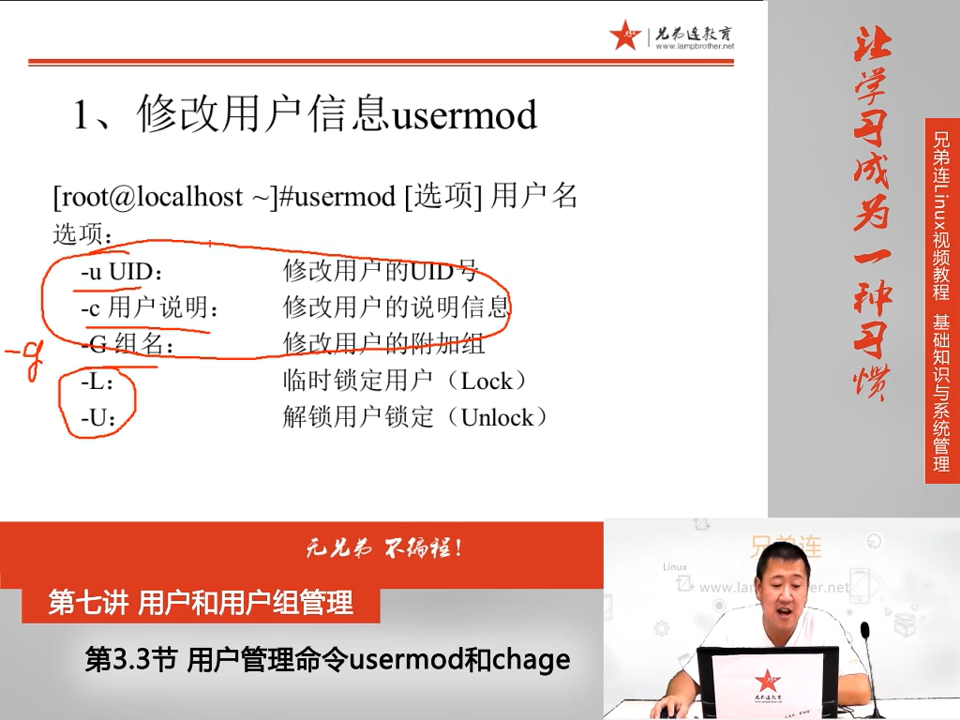 兄弟连教育
www.lampbrother.net
1、修改用户信息usermod
[root@localhost ~]#usermod [选项] 用户名
选项：
-u UID： 修改用户的UID号
-c 用户说明： 修改用户的说明信息
-G 组名： 修改用户的附加组
-g
-L： 临时锁定用户（Lock）
-U： 解锁用户锁定（Unlock）
让学习成为一种习惯
兄弟连Linux视频教程 基础知识与系统管理
无兄弟 不编程！
第七讲 用户和用户组管理
第3.3节 用户管理命令usermod和chage
兄弟连
Linux
兄弟连教育